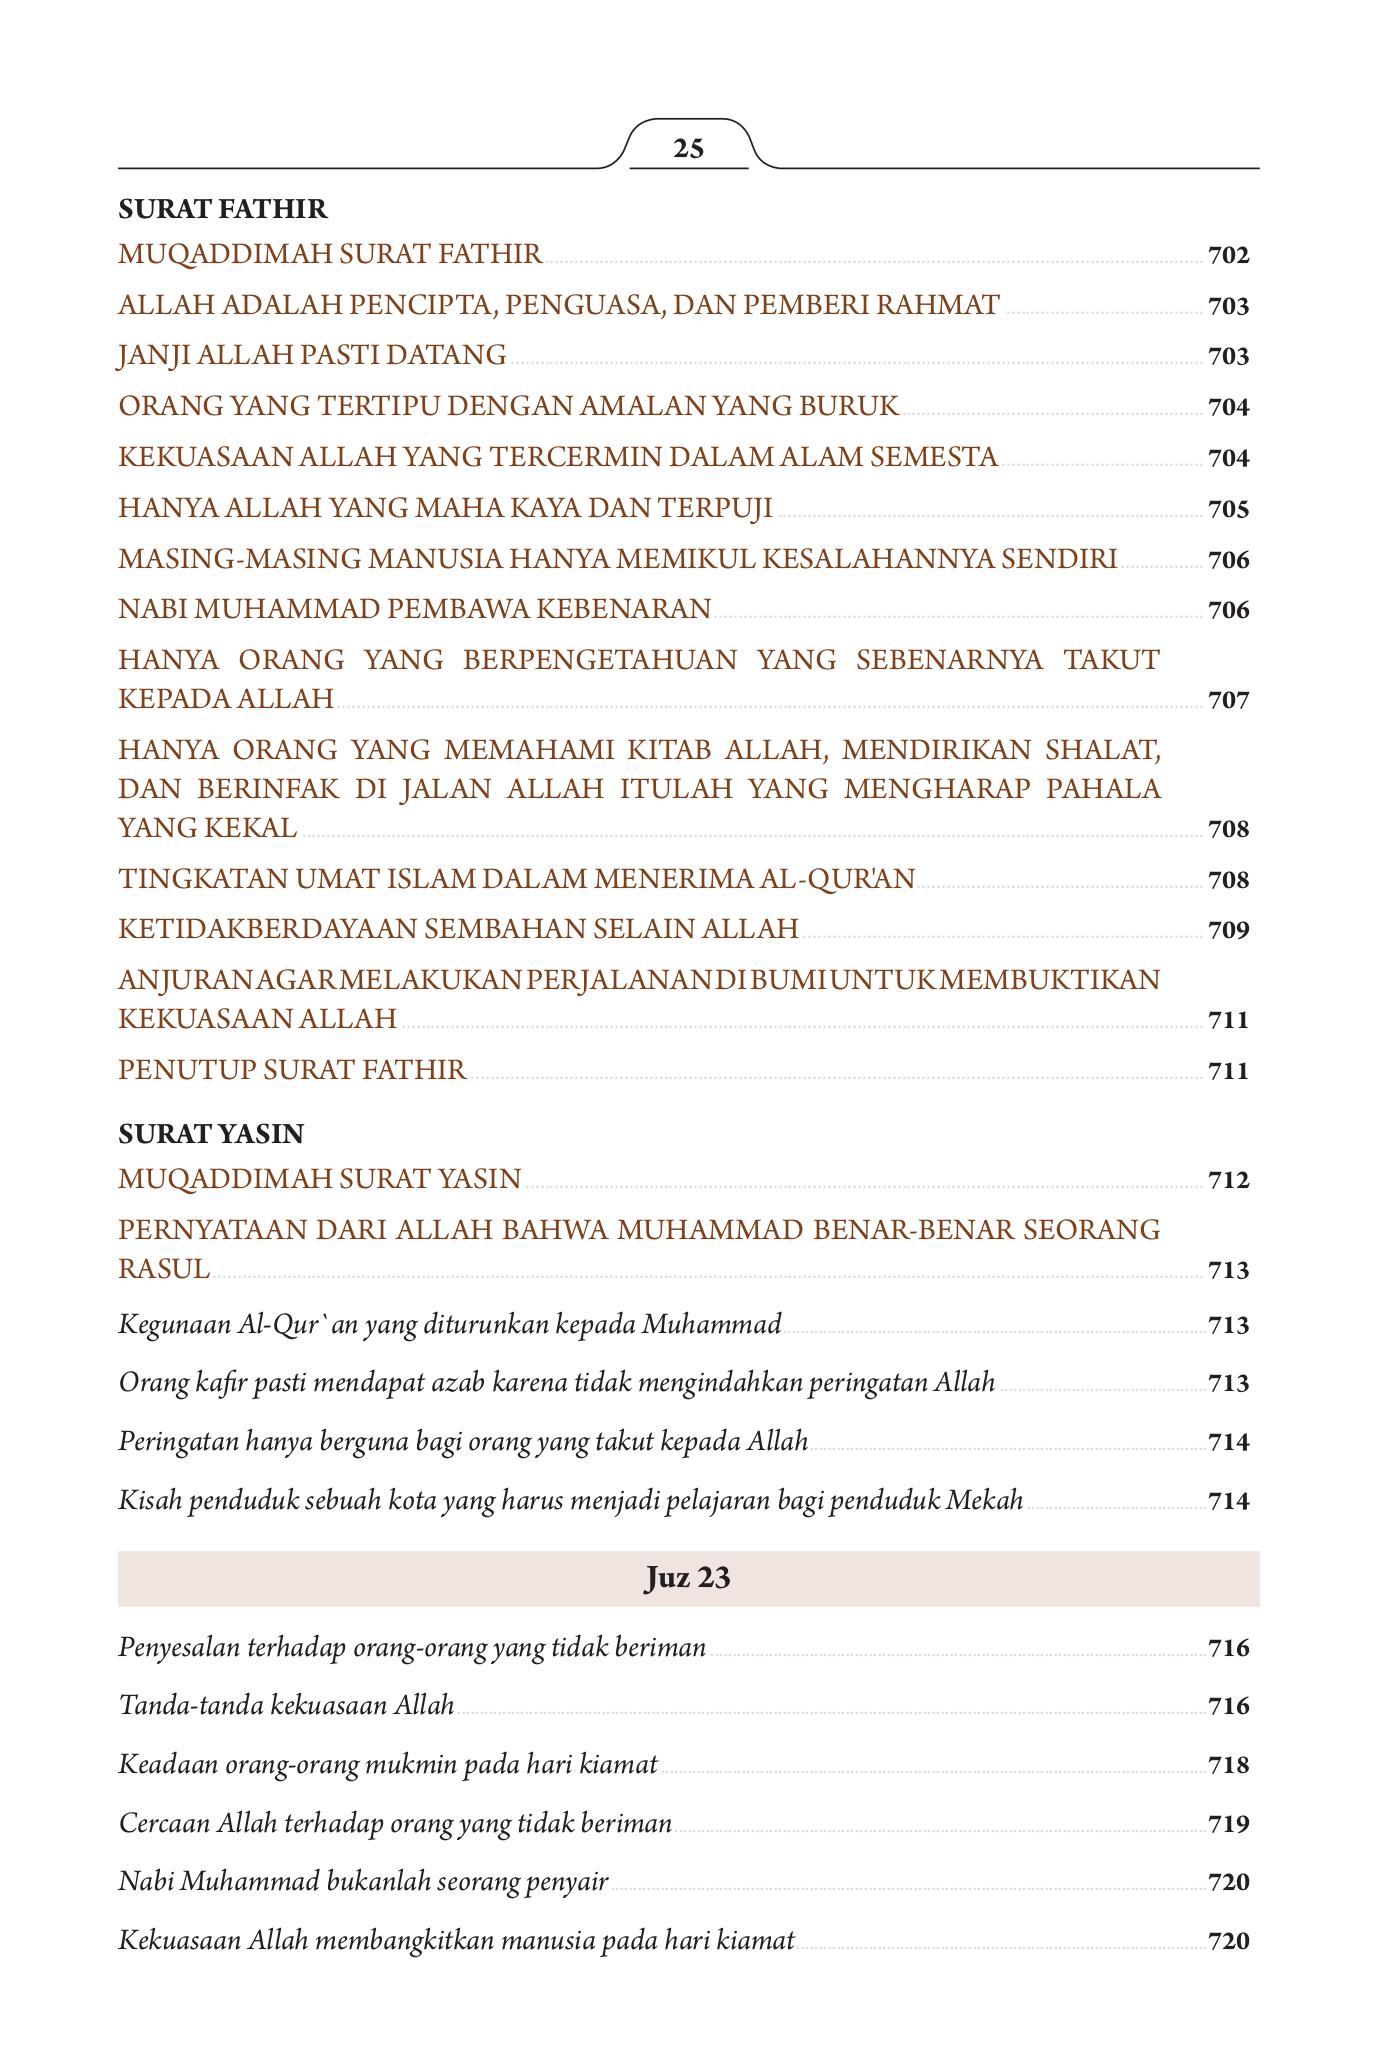 25
SURAT FATHIR
MUQADDIMAH SURAT FATHIR 702
ALLAH ADALAH PENCIPTA, PENGUASA, DAN PEMBERI RAHMAT 703
JANJI ALLAH PASTI DATANG 703
ORANG YANG TERTIPU DENGAN AMALAN YANG BURUK 704
KEKUASAAN ALLAH YANG TERCERMIN DALAM ALAM SEMESTA 704
HANYA ALLAH YANG MAHA KAYA DAN TERPUJI 705
MASING-MASING MANUSIA HANYA MEMIKUL KESALAHANNYA SENDIRI 706
NABI MUHAMMAD PEMBAWA KEBENARAN 706
HANYA ORANG YANG BERPENGETAHUAN YANG SEBENARNYA TAKUT
KEPADA ALLAH 707
HANYA ORANG YANG MEMAHAMI KITAB ALLAH, MENDIRIKAN SHALAT,
DAN BERINFAK DI JALAN ALLAH ITULAH YANG MENGHARAP PAHALA
YANG KEKAL 708
TINGKATAN UMAT ISLAM DALAM MENERIMA AL-QUR'AN 708
KETIDAKBERDAYAAN SEMBAHAN SELAIN ALLAH 709
ANJURAN AGAR MELAKUKAN PERJALANAN DI BUMI UNTUK MEMBUKTIKAN
KEKUASAAN ALLAH 711
PENUTUP SURAT FATHIR 711
SURAT YASIN
MUQADDIMAH SURAT YASIN 712
PERNYATAAN DARI ALLAH BAHWA MUHAMMAD BENAR-BENAR SEORANG
RASUL 713
Kegunaan Al-Qur`an yang diturunkan kepada Muhammad 713
Orang kafir pasti mendapat azab karena tidak mengindahkan peringatan Allah 713
Peringatan hanya berguna bagi orang yang takut kepada Allah 714
Kisah penduduk sebuah kota yang harus menjadi pelajaran bagi penduduk Mekah 714
Juz 23
Penyesalan terhadap orang-orang yang tidak beriman 716
Tanda-tanda kekuasaan Allah 716
Keadaan orang-orang mukmin pada hari kiamat 718
Cercaan Allah terhadap orang yang tidak beriman 719
Nabi Muhammad bukanlah seorang penyair 720
Kekuasaan Allah membangkitkan manusia pada hari kiamat 720